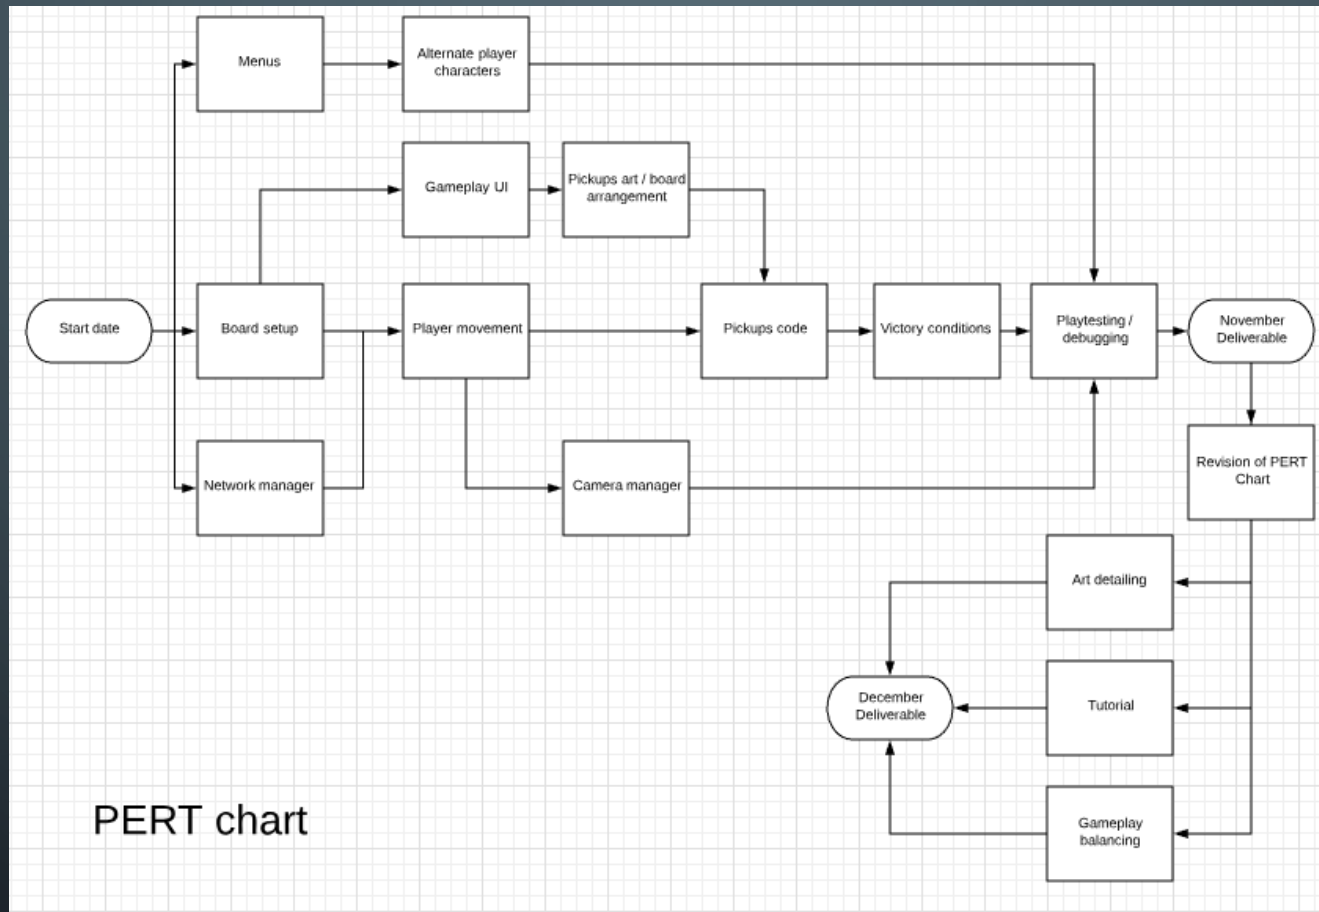 Menus
Alternate player
characters
Gameplay UI
Pickups art / board
arrangement
Start date
Board setup
Player movement
Pickups code
Victory conditions
Playtesting /
debugging
November
Deliverable
Network manager
Camera manager
Revision of PERT
Chart
Art detailing
December
Deliverable
Tutorial
Gameplay
balancing
PERT chart